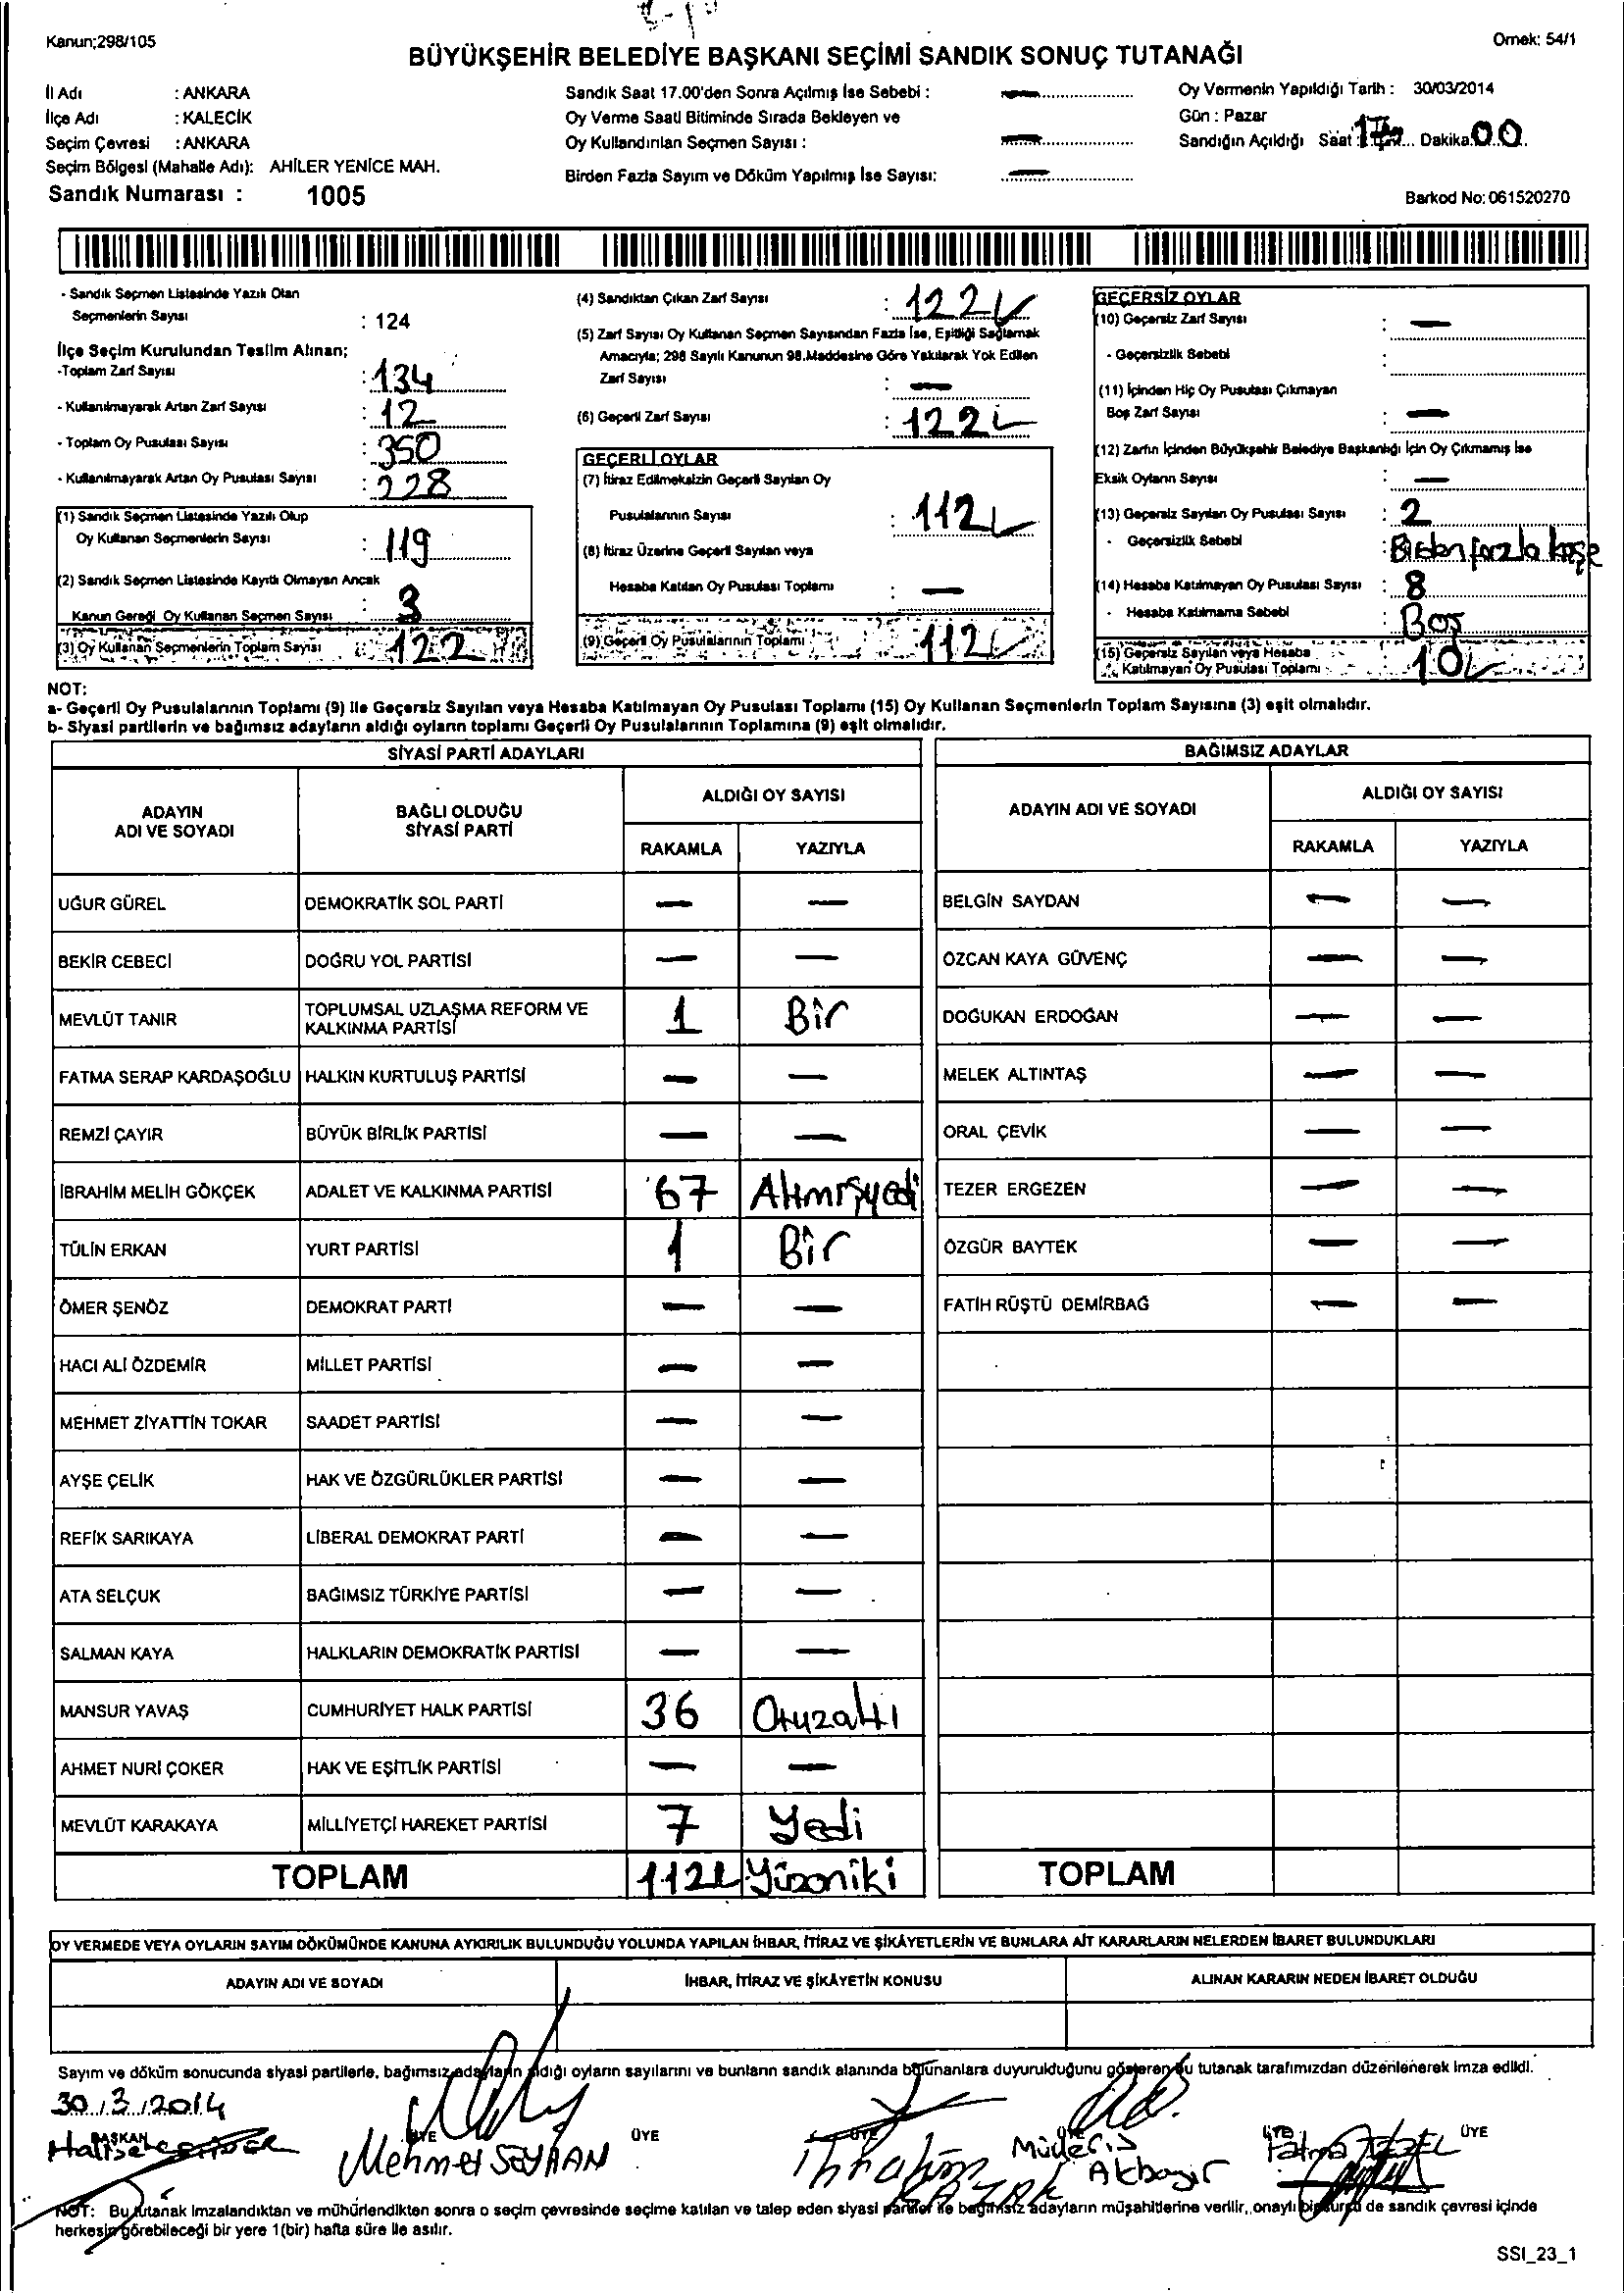 Kanun;298/105
Örnek: 54/1
BÜYÜKŞEHİR BELEDİYE BAŞKANI SEÇİMİ SANDIK SONUÇ TUTANAĞI
İl Adı : ANKARA
İlçe Adı : KALECİK
Seçim Çevresi : ANKARA
Seçim Bölgesi (Mahalle Adı): AHİLER YENİCE MAH.
Sandık Numarası : 1005
Sandık Saat 17.00'den Sonra Açılmış İse Sebebi : —
Oy Verme Saati Bitiminde Sırada Bekleyen ve
Oy Kullandırılan Seçmen Sayısı : —
Birden Fazla Sayım ve Döküm Yapılmış İse Sayısı: —
Oy Vermenin Yapıldığı Tarih : 30/03/2014
Gün : Pazar
Sandığın Açıldığı Saat 17 Dakika 00
Barkod No: 061520270
- Sandık Seçmen Listesinde Yazılı Olan
Seçmenlerin Sayısı : 124
İlçe Seçim Kurulundan Teslim Alınan;
-Toplam Zarf Sayısı : 134
- Kullanılmayarak Artan Zarf Sayısı : 12
- Toplam Oy Pusulası Sayısı : 350
- Kullanılmayarak Artan Oy Pusulası Sayısı : 228
(1) Sandık Seçmen Listesinde Yazılı Olup
Oy Kullanan Seçmenlerin Sayısı : 119
(2) Sandık Seçmen Listesinde Kayıtlı Olmayan Ancak
Kanun Gereği Oy Kullanan Seçmen Sayısı : 3
(3) Oy Kullanan Seçmenlerin Toplam Sayısı : 122
(4) Sandıktan Çıkan Zarf Sayısı : 122
(5) Zarf Sayısı Oy Kullanan Seçmen Sayısından Fazla İse, Eşitliği Sağlamak
Amacıyla; 298 Sayılı Kanunun 98.Maddesine Göre Yakılarak Yok Edilen
Zarf Sayısı : —
(6) Geçerli Zarf Sayısı : 122
GEÇERLİ OYLAR
(7) İtiraz Edilmeksizin Geçerli Sayılan Oy
Pusulalarının Sayısı : 112
(8) İtiraz Üzerine Geçerli Sayılan veya
Hesaba Katılan Oy Pusulası Toplamı : —
(9) Geçerli Oy Pusulalarının Toplamı : 112
GEÇERSİZ OYLAR
(10) Geçersiz Zarf Sayısı : —
- Geçersizlik Sebebi :
(11) İçinden Hiç Oy Pusulası Çıkmayan
Boş Zarf Sayısı : —
(12) Zarfın İçinden Büyükşehir Belediye Başkanlığı İçin Oy Çıkmamış İse
Eksik Oyların Sayısı : —
(13) Geçersiz Sayılan Oy Pusulası Sayısı : 2
- Geçersizlik Sebebi : Birden fazla kaşe
(14) Hesaba Katılmayan Oy Pusulası Sayısı : 8
- Hesaba Katılmama Sebebi : Boş
(15) Geçersiz Sayılan veya Hesaba
Katılmayan Oy Pusulası Toplamı : 10
NOT:
a- Geçerli Oy Pusulalarının Toplamı (9) ile Geçersiz Sayılan veya Hesaba Katılmayan Oy Pusulası Toplamı (15) Oy Kullanan Seçmenlerin Toplam Sayısına (3) eşit olmalıdır.
b- Siyasi partilerin ve bağımsız adayların aldığı oyların toplamı Geçerli Oy Pusulalarının Toplamına (9) eşit olmalıdır.
SİYASİ PARTİ ADAYLARI
ADAYIN ADI VE SOYADI BAĞLI OLDUĞU SİYASİ PARTİ ALDIĞI OY SAYISI
RAKAMLA YAZIYLA
UĞUR GÜREL DEMOKRATİK SOL PARTİ — —
BEKİR CEBECİ DOĞRU YOL PARTİSİ — —
MEVLÜT TANIR TOPLUMSAL UZLAŞMA REFORM VE KALKINMA PARTİSİ 1 Bir
FATMA SERAP KARDAŞOĞLU HALKIN KURTULUŞ PARTİSİ — —
REMZİ ÇAYIR BÜYÜK BİRLİK PARTİSİ — —
İBRAHİM MELİH GÖKÇEK ADALET VE KALKINMA PARTİSİ 67 Altmışyedi
TÜLİN ERKAN YURT PARTİSİ 1 Bir
ÖMER ŞENÖZ DEMOKRAT PARTİ — —
HACI ALİ ÖZDEMİR MİLLET PARTİSİ — —
MEHMET ZİYATTİN TOKAR SAADET PARTİSİ — —
AYŞE ÇELİK HAK VE ÖZGÜRLÜKLER PARTİSİ — —
REFİK SARIKAYA LİBERAL DEMOKRAT PARTİ — —
ATA SELÇUK BAĞIMSIZ TÜRKİYE PARTİSİ — —
SALMAN KAYA HALKLARIN DEMOKRATİK PARTİSİ — —
MANSUR YAVAŞ CUMHURİYET HALK PARTİSİ 36 Otuzaltı
AHMET NURİ ÇOKER HAK VE EŞİTLİK PARTİSİ — —
MEVLÜT KARAKAYA MİLLİYETÇİ HAREKET PARTİSİ 7 Yedi
TOPLAM 112 Yüzoniki
BAĞIMSIZ ADAYLAR
ADAYIN ADI VE SOYADI ALDIĞI OY SAYISI
RAKAMLA YAZIYLA
BELGİN SAYDAN — —
ÖZCAN KAYA GÜVENÇ — —
DOĞUKAN ERDOĞAN — —
MELEK ALTINTAŞ — —
ORAL ÇEVİK — —
TEZER ERGEZEN — —
ÖZGÜR BAYTEK — —
FATİH RÜŞTÜ DEMİRBAĞ — —
TOPLAM
OY VERMEDE VEYA OYLARIN SAYIM DÖKÜMÜNDE KANUNA AYKIRILIK BULUNDUĞU YOLUNDA YAPILAN İHBAR, İTİRAZ VE ŞİKÂYETLERİN VE BUNLARA AİT KARARLARIN NELERDEN İBARET BULUNDUKLARI
ADAYIN ADI VE SOYADI İHBAR, İTİRAZ VE ŞİKÂYETİN KONUSU ALINAN KARARIN NEDEN İBARET OLDUĞU
Sayım ve döküm sonucunda siyasi partilerle, bağımsız adayların aldığı oyların sayılarını ve bunların sandık alanında bulunanlara duyurulduğunu gösteren bu tutanak tarafımızdan düzenlenerek imza edildi.
30/3/2014
BAŞKAN ÜYE ÜYE ÜYE ÜYE ÜYE
Mehmet SEYHAN
İbrahim KAZAK
Akbayır
Fatma
NOT: Bu tutanak imzalandıktan ve mühürlendikten sonra o seçim çevresinde seçime katılan ve talep eden siyasi partiler ile bağımsız adayların müşahitlerine verilir, onaylı bir sureti de sandık çevresi içinde
herkesin görebileceği bir yere 1(bir) hafta süre ile asılır.
SSI_23_1